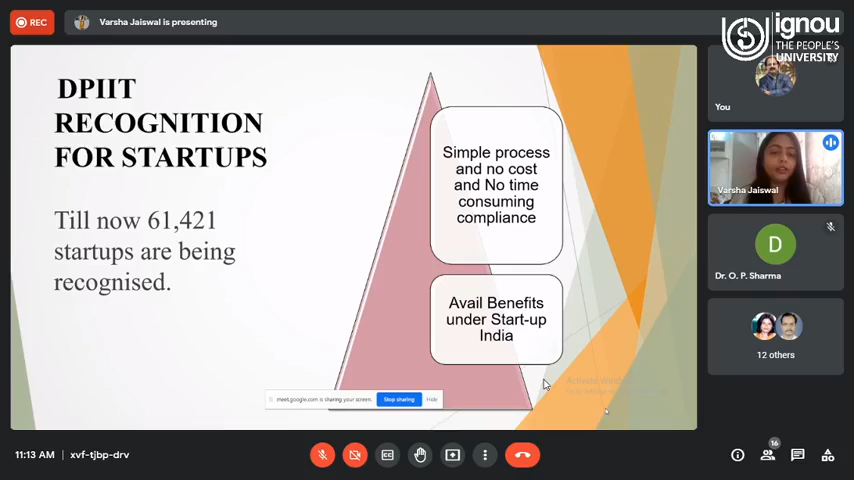 REC
Varsha Jaiswal is presenting
ignou
THE PEOPLE'S
UNIVERSITY
DPIIT
RECOGNITION
FOR STARTUPS
Till now 61,421
startups are being
recognised.
Simple process
and no cost
and No time
consuming
compliance
Avail Benefits
under Start-up
India
meet.google.com is sharing your screen.
Stop sharing
Hide
You
Varsha Jaiswal
D
Dr. O. P. Sharma
12 others
11:13 AM
xvf-tjbp-drv
CC
16